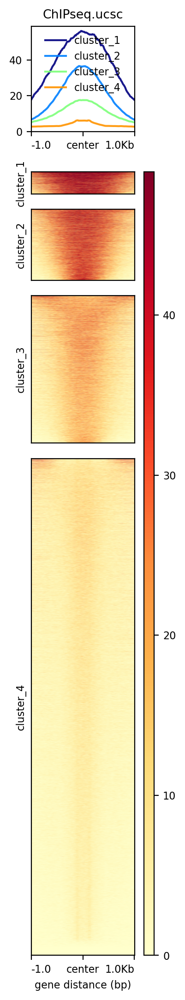 ChIPseq.ucsc
cluster_1
cluster_2
cluster_3
cluster_4
40
20
0
-1.0 center 1.0Kb
cluster_1
cluster_2
cluster_3
cluster_4
40
30
20
10
0
-1.0 center 1.0Kb
gene distance (bp)